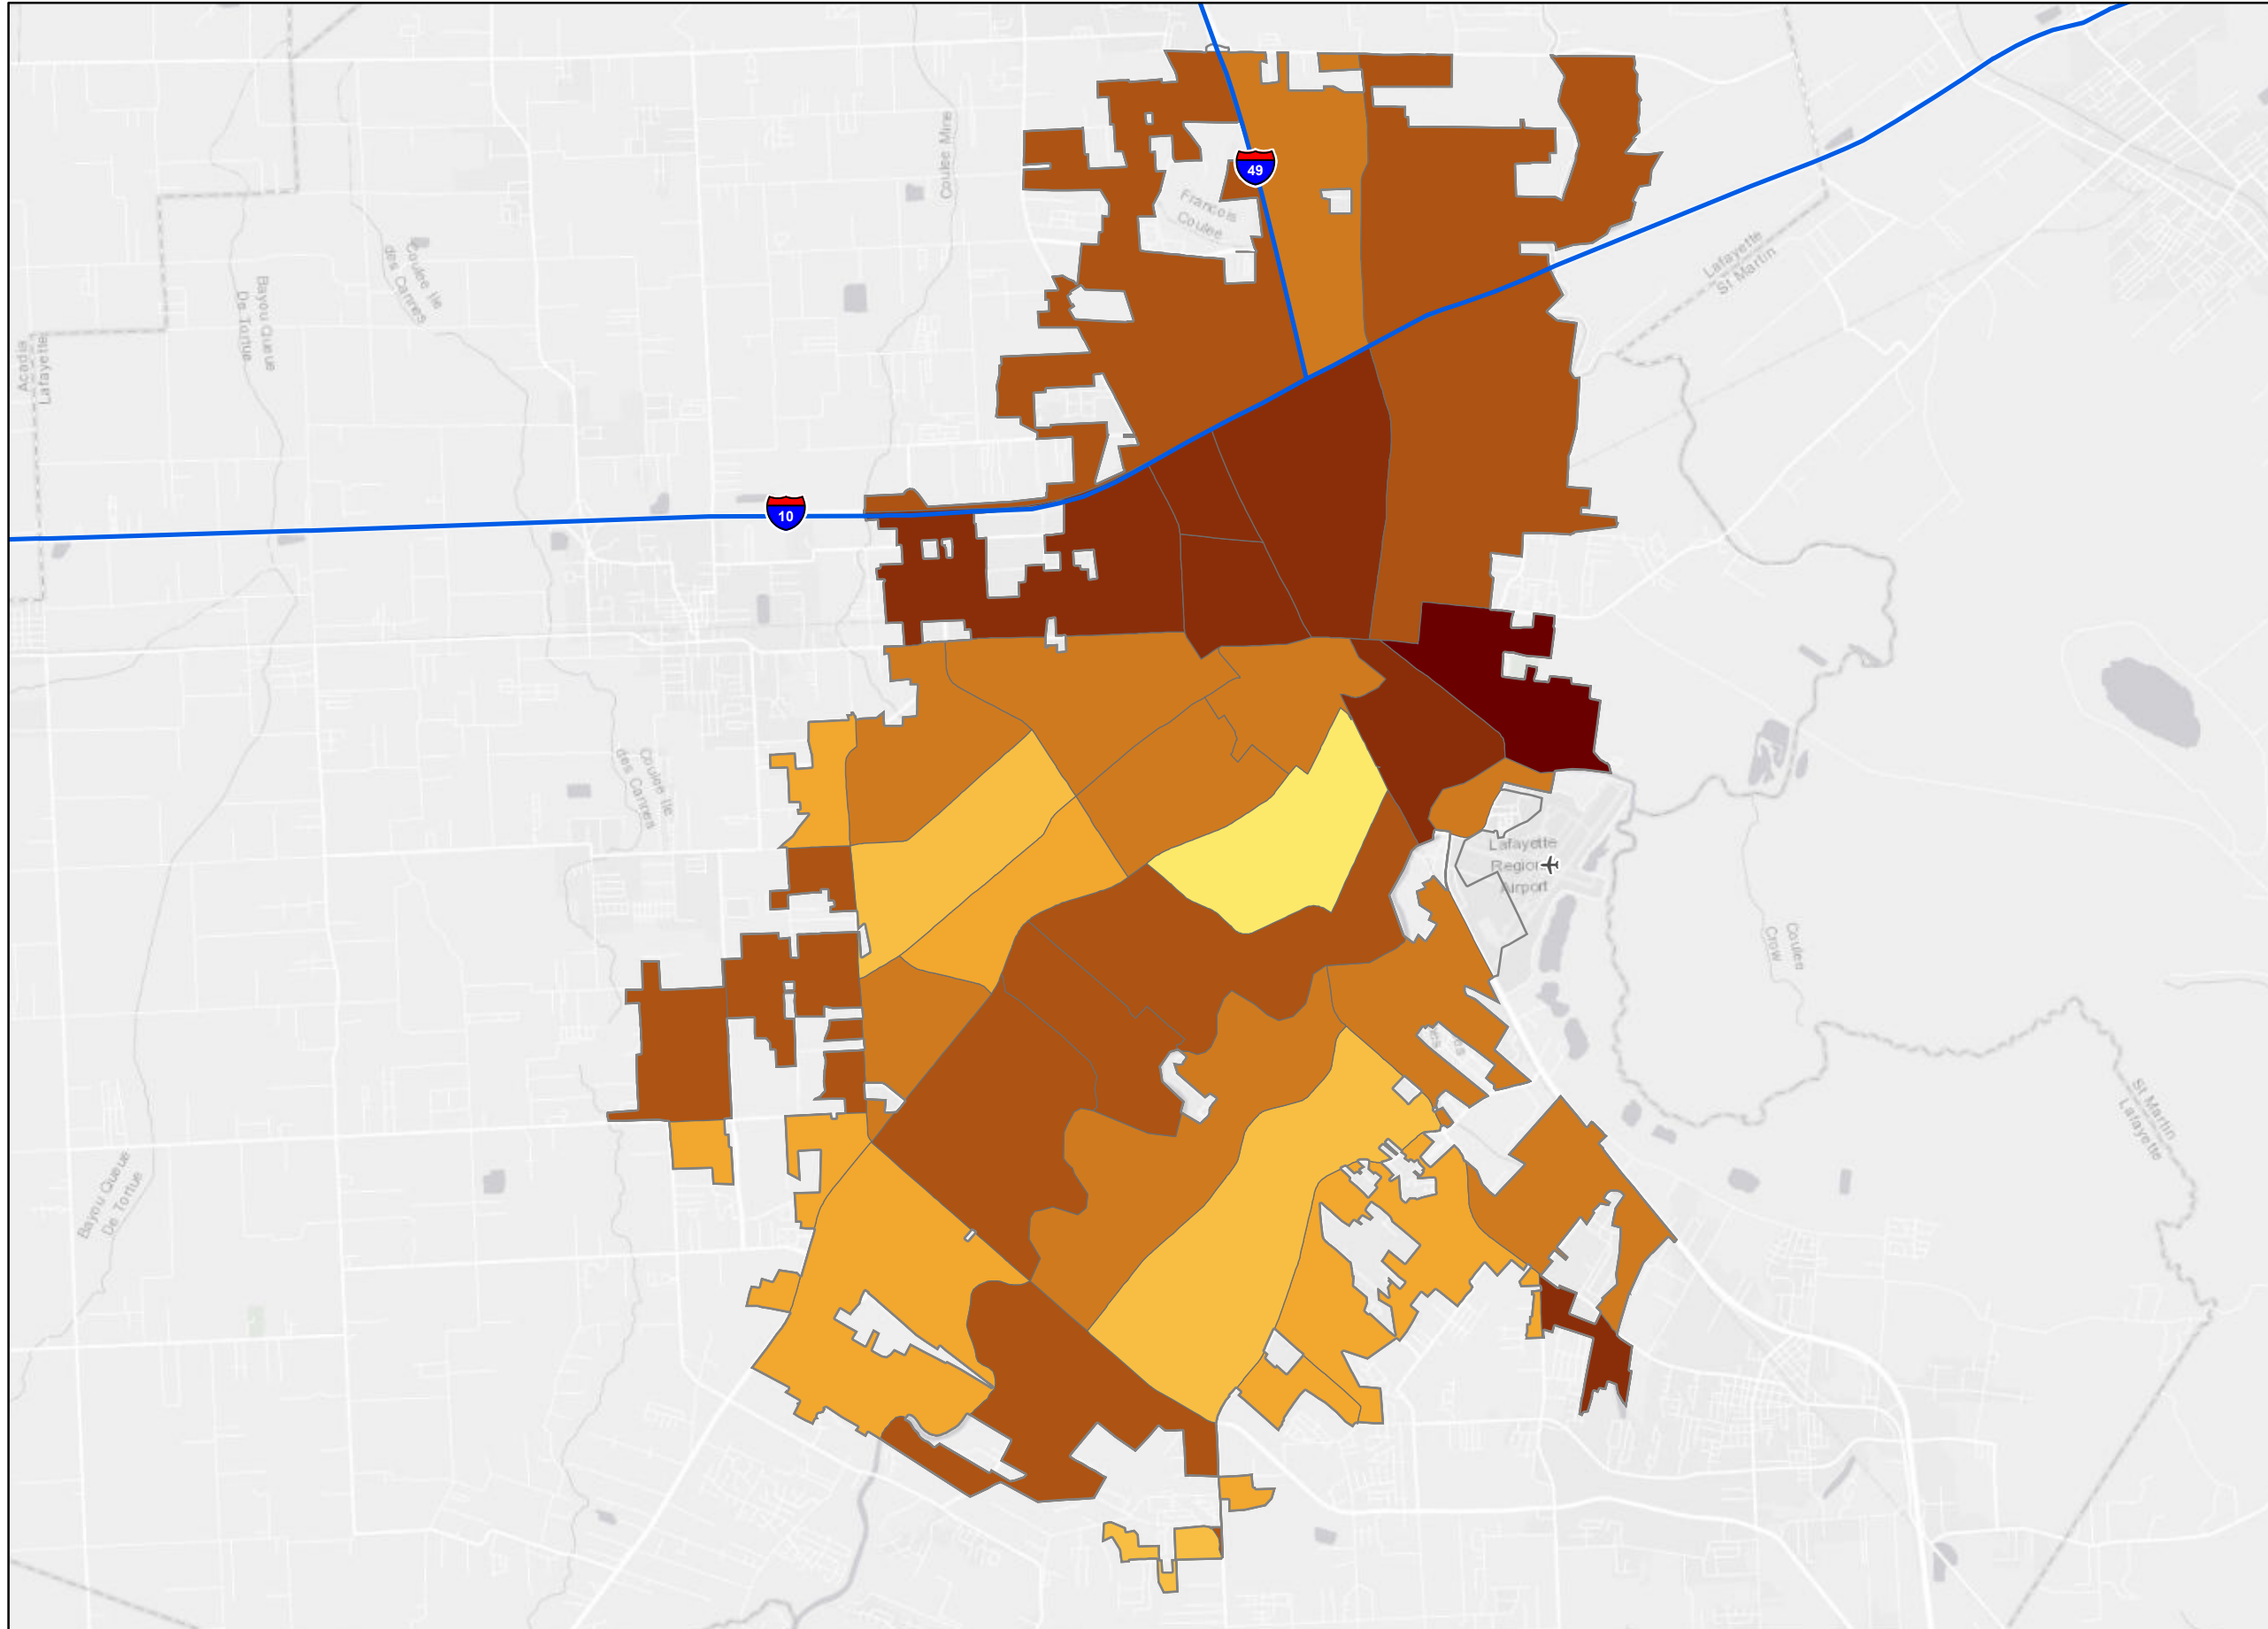 Coulee Mine
49
Francois
Coulee
Lafayette
St Martin
Coulee Ile
des Cannes
Bayou Queue
De Tortue
Acadia
Lafayette
10
Coulee Ile
des Cannes
Lafayette
Regional
Airport
Coulee
Crow
St Martin
Lafayette
Bayou Queue
De Tortue